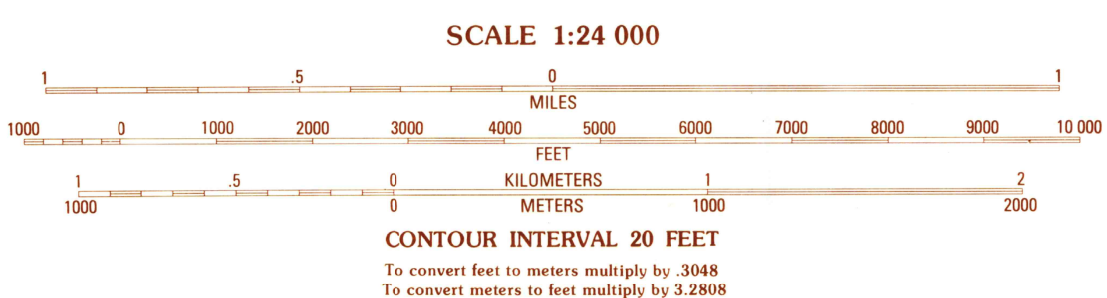 SCALE 1:24 000
1 .5 0 1
MILES
1000 0 1000 2000 3000 4000 5000 6000 7000 8000 9000 10 000
FEET
1 .5 0 KILOMETERS 1 2
1000 0 METERS 1000 2000
CONTOUR INTERVAL 20 FEET
To convert feet to meters multiply by .3048
To convert meters to feet multiply by 3.2808